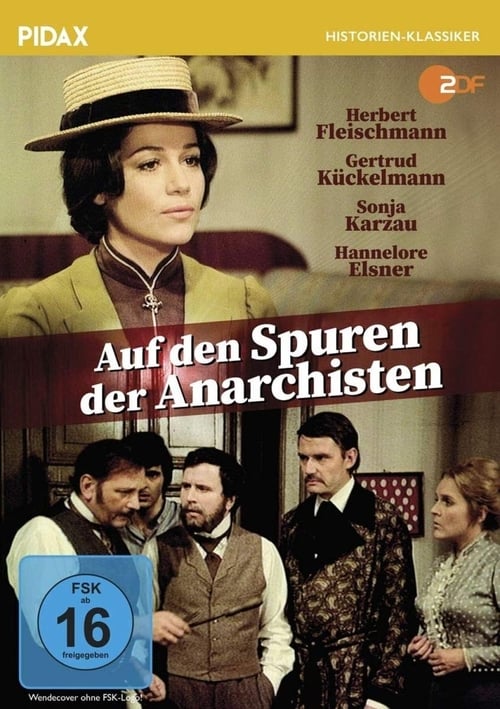 PIDAX
HISTORIEN-KLASSIKER
2DF
Herbert
Fleischmann
Gertrud
Kückelmann
Sonja
Karzau
Hannelore
Elsner
Auf den Spuren
der Anarchisten
FSK
ab
16
freigegeben
Wendecover ohne FSK-Logo!